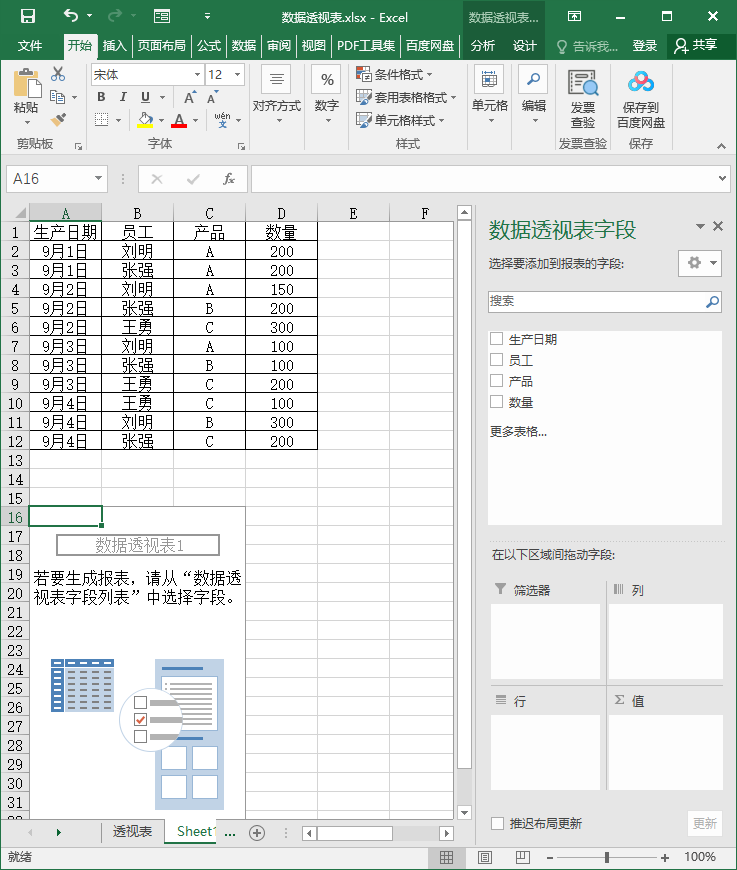 数据透视表.xlsx - Excel
数据透视表...
文件 开始 插入 页面布局 公式 数据 审阅 视图 PDF工具集 百度网盘 分析 设计 告诉我... 登录 共享
粘贴
剪贴板
宋体 12
B I U A A
A wén 文
字体
对齐方式
%
数字
条件格式
套用表格格式
单元格样式
样式
单元格
编辑
发票
查验
发票查验
保存到
百度网盘
保存
A16 fx
A B C D E F
1 生产日期 员工 产品 数量
2 9月1日 刘明 A 200
3 9月1日 张强 A 200
4 9月2日 刘明 A 150
5 9月2日 张强 B 200
6 9月2日 王勇 C 300
7 9月3日 刘明 A 100
8 9月3日 张强 B 100
9 9月3日 王勇 C 200
10 9月4日 王勇 C 100
11 9月4日 刘明 B 300
12 9月4日 张强 C 200
13
14
15
16
17
18
19
20
21
22
23
24
25
26
27
28
29
30
31
数据透视表1
若要生成报表，请从“数据透
视表字段列表”中选择字段。
数据透视表字段
选择要添加到报表的字段:
搜索
生产日期
员工
产品
数量
更多表格...
在以下区域间拖动字段:
筛选器
列
行
Σ 值
推迟布局更新
更新
透视表 Sheet1 ...
就绪
100%